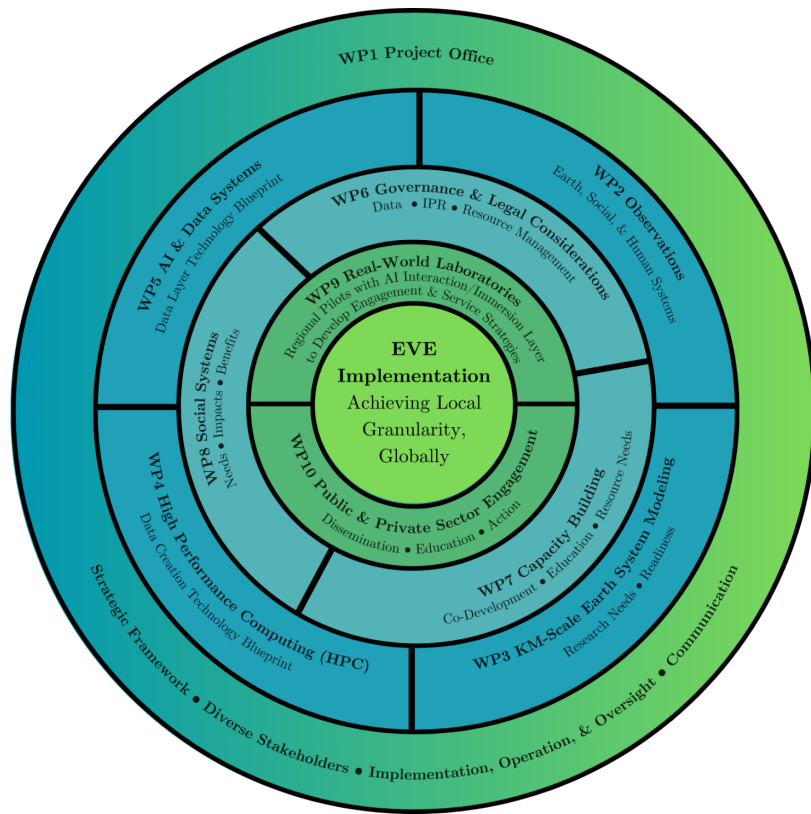 WP1 Project Office
WP2 Observations
Earth, Social, & Human Systems
WP5 AI & Data Systems
Data Layer Technology Blueprint
WP6 Governance & Legal Considerations
Data ● IPR ● Resource Management
WP9 Real-World Laboratories
Regional Pilots with AI Interaction/Immersion Layer
to Develop Engagement & Service Strategies
EVE
Implementation
Achieving Local
Granularity,
Globally
WP8 Social Systems
Needs ● Impacts ● Benefits
WP10 Public & Private Sector Engagement
Dissemination ● Education ● Action
WP7 Capacity Building
Co-Development ● Education ● Resource Needs
WP4 High Performance Computing (HPC)
Data Creation Technology Blueprint
WP3 KM-Scale Earth System Modeling
Research Needs ● Readiness
Strategic Framework ● Diverse Stakeholders ● Implementation, Operation, & Oversight ● Communication